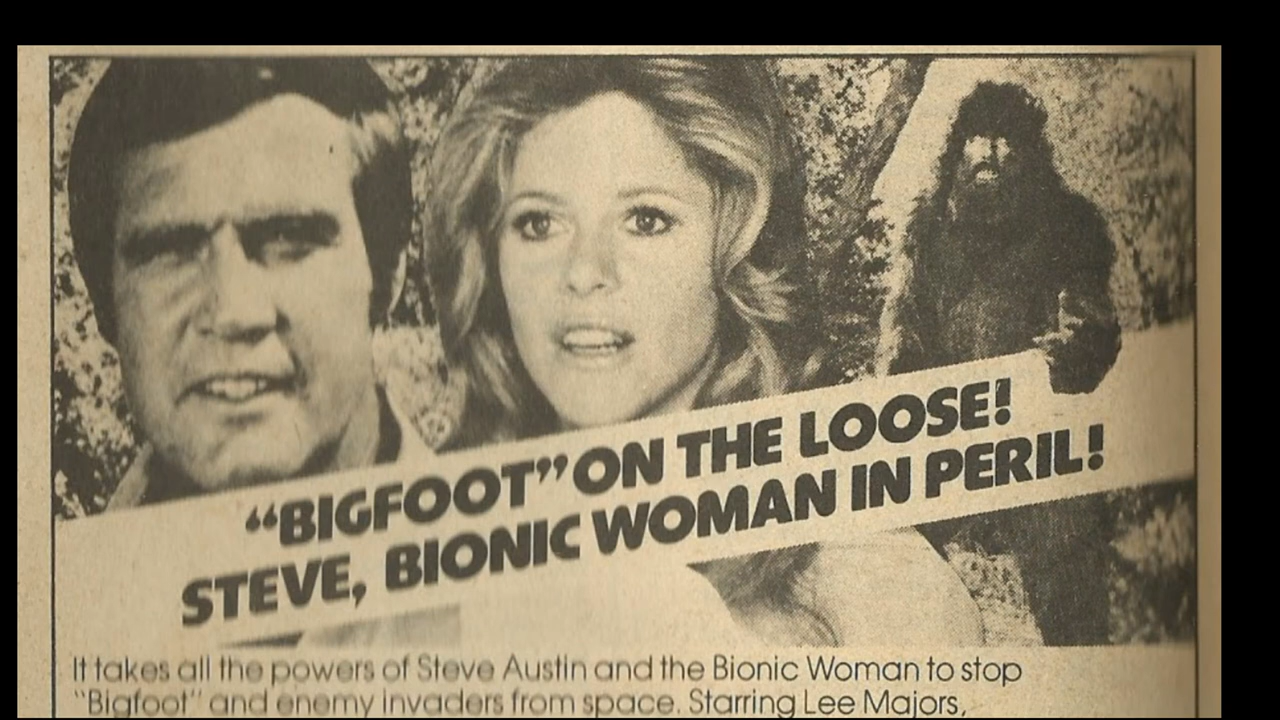 “BIGFOOT” ON THE LOOSE!
STEVE, BIONIC WOMAN IN PERIL!
It takes all the powers of Steve Austin and the Bionic Woman to stop
“Bigfoot” and enemy invaders from space. Starring Lee Majors,